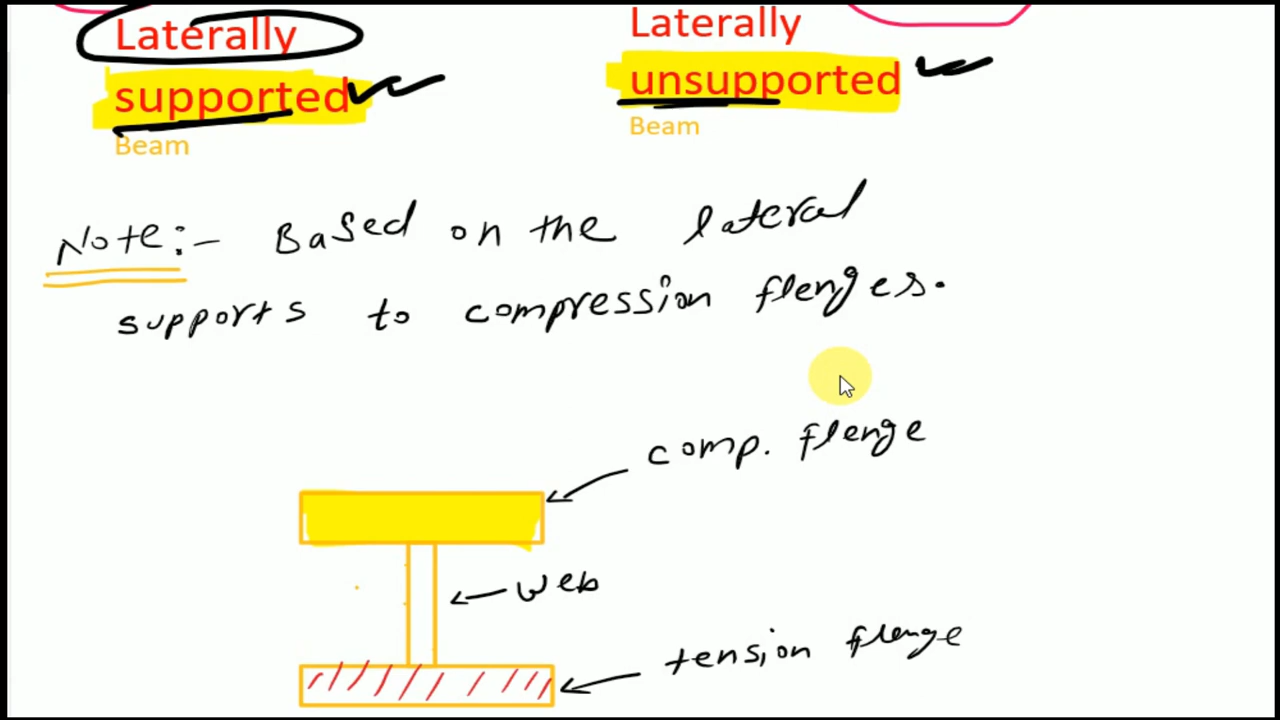 Laterally
supported
Beam
Laterally
unsupported
Beam
Note:- Based on the lateral
supports to compression flenges.
comp. flenge
web
tension flenge